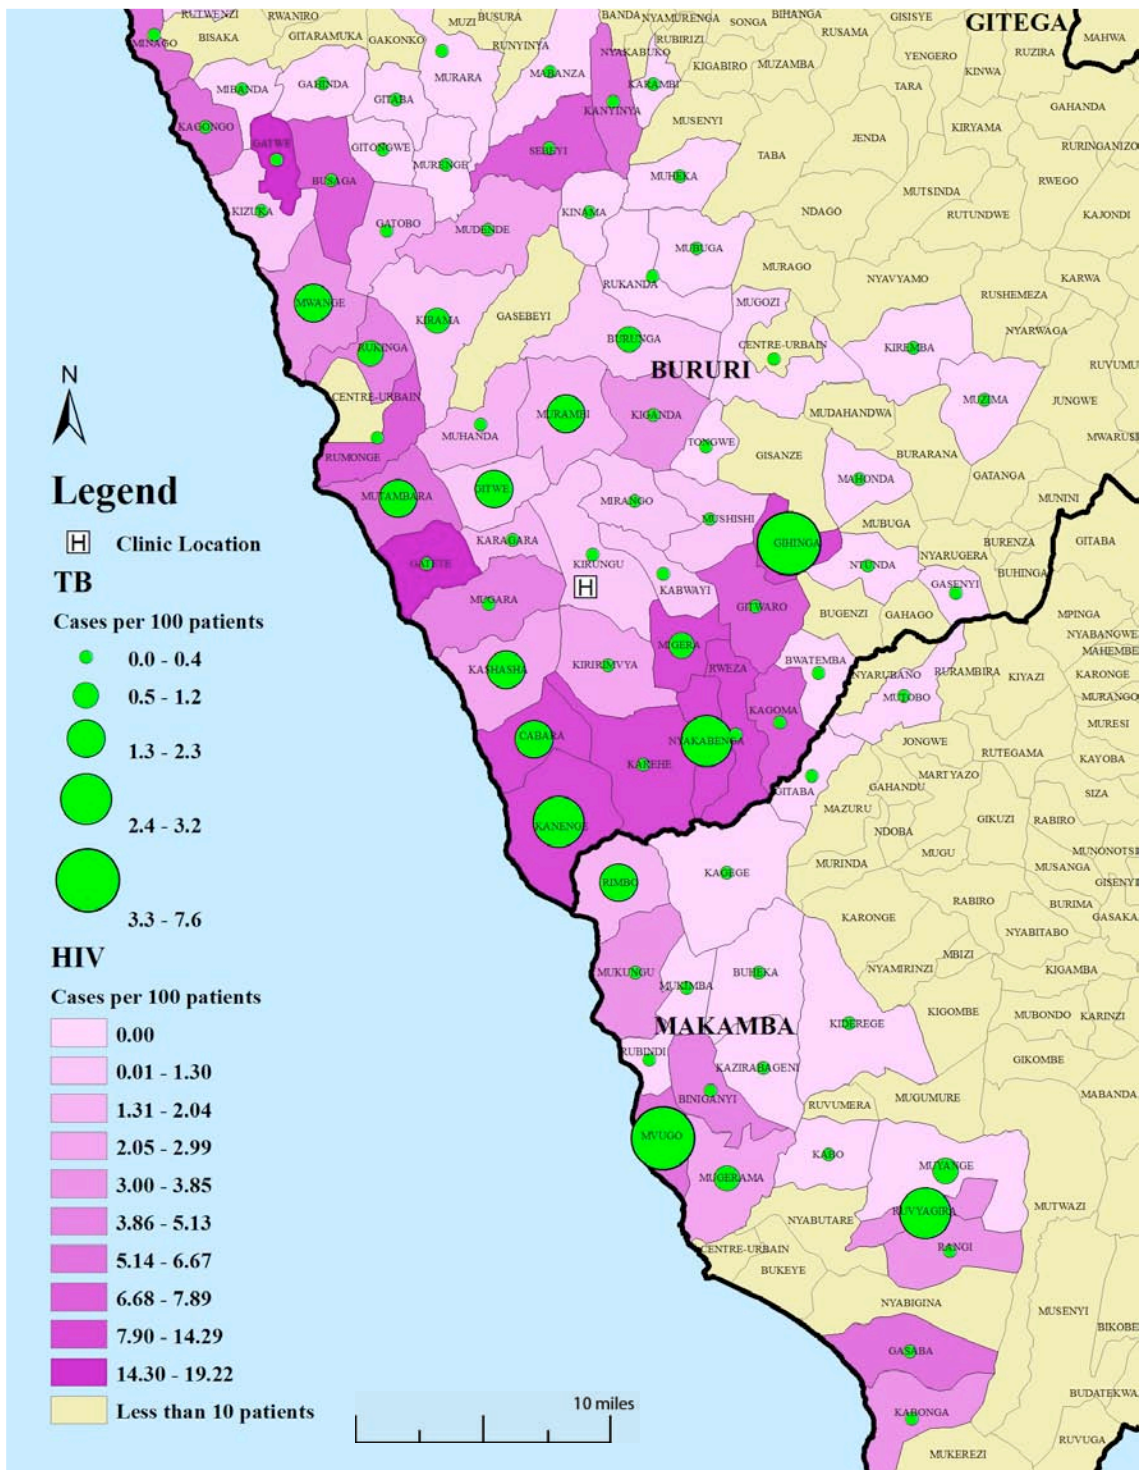 RUTWENZI
RWANIRO
BUSURA
BANDA
NYAMURENGA
BIHANGA
GISISYE
GITEGA
MINAGO
BISAKA
GITARAMUKA
GAKONKO
MUZI
RUNYINYA
NYAKABUKO
RUBIRIZI
SONGA
RUSAMA
RUZIRA
MAHWA
MURARA
MABANZA
KARAMBI
KIGABIRO
MUZAMBA
YENGERO
KINWA
MIBANDA
GAHINDA
GITABA
KANYINYA
TARA
GAHANDA
KAGONGO
MUSENYI
JENDA
KIRYAMA
GATWE
GITONGWE
MURENGE
SEBEYI
TABA
RURINGANIZO
BUSAGA
MUHEKA
MUTSINDA
RWEGO
KIZUKA
GATOBO
MUDENDE
KINAMA
NDAGO
RUTUNDWE
KAJONDI
MUBUGA
MURAGO
NYAVYAMO
KARWA
RUKANDA
MUGOZI
RUSHEMEZA
MWANGE
KIRAMA
GASEBEYI
NYARWAGA
RUKINGA
BURUNGA
CENTRE-URBAIN
KIREMBA
RUVUMU
BURURI
N
CENTRE-URBAIN
MURAMBI
KIGANDA
MUZIMA
JUNGWE
MUHANDA
TONGWE
MUDAHANDWA
MWARUSI
RUMONGE
GISANZE
BURARANA
GATANGA
Legend
MUTAMBARA
GITWE
MIRANGO
MAHONDA
MUNINI
MUSHISHI
MUBUGA
H Clinic Location
KARAGARA
GIHINGA
BURENZA
GITABA
GATETE
KIRUNGU
NTUNDA
NYARUGERA
BUHINGA
TB
H
KABWAYI
GASENYI
Cases per 100 patients
MUGARA
GITWARO
BUGENZI
GAHAGO
MPINGA
NYABANGWE
0.0 - 0.4
MIGERA
MAHEMBE
KASHASHA
KIRIRIMVYA
RWEZA
BWATEMBA
NYARUBANO
RURAMBIRA
KIYAZI
KARONGE
0.5 - 1.2
MUTOBO
MURANGO
KAGOMA
MURESI
1.3 - 2.3
CABARA
NYAKABENGA
JONGWE
RUTEGAMA
KAYOBA
KAREHE
GITABA
MARTYAZO
GAHANDU
SIZA
2.4 - 3.2
KANENGE
MAZURU
NDOBA
GIKUZI
RABIRO
MUGU
MUNONOTSI
MURINDA
MUSANGA
RIMBO
KAGEGE
GISENYI
3.3 - 7.6
RABIRO
BURIMA
KARONGE
GASAKA
HIV
NYABITABO
MBIZI
MUKUNGU
BUHEKA
NYAMIRINZI
KIGAMBA
MUKIMBA
Cases per 100 patients
KIGOMBE
MUBONDO
KARINZI
0.00
MAKAMBA
KIDEREGE
RUBINDI
KAZIRABAGENI
GIKOMBE
0.01 - 1.30
BINIGANYI
RUVUMERA
MUGUMURE
MABANDA
1.31 - 2.04
MVUGO
2.05 - 2.99
KABO
MUYANGE
MUGERAMA
3.00 - 3.85
NYABUTARE
RUVYAGIRA
MUTWAZI
3.86 - 5.13
CENTRE-URBAIN
RANGI
BUKEYE
5.14 - 6.67
NYABIGINA
MUSENYI
6.68 - 7.89
BIKOBE
7.90 - 14.29
GASABA
14.30 - 19.22
BUDATEKWA
10 miles
Less than 10 patients
KABONGA
RUVUGA
MUKEREZI